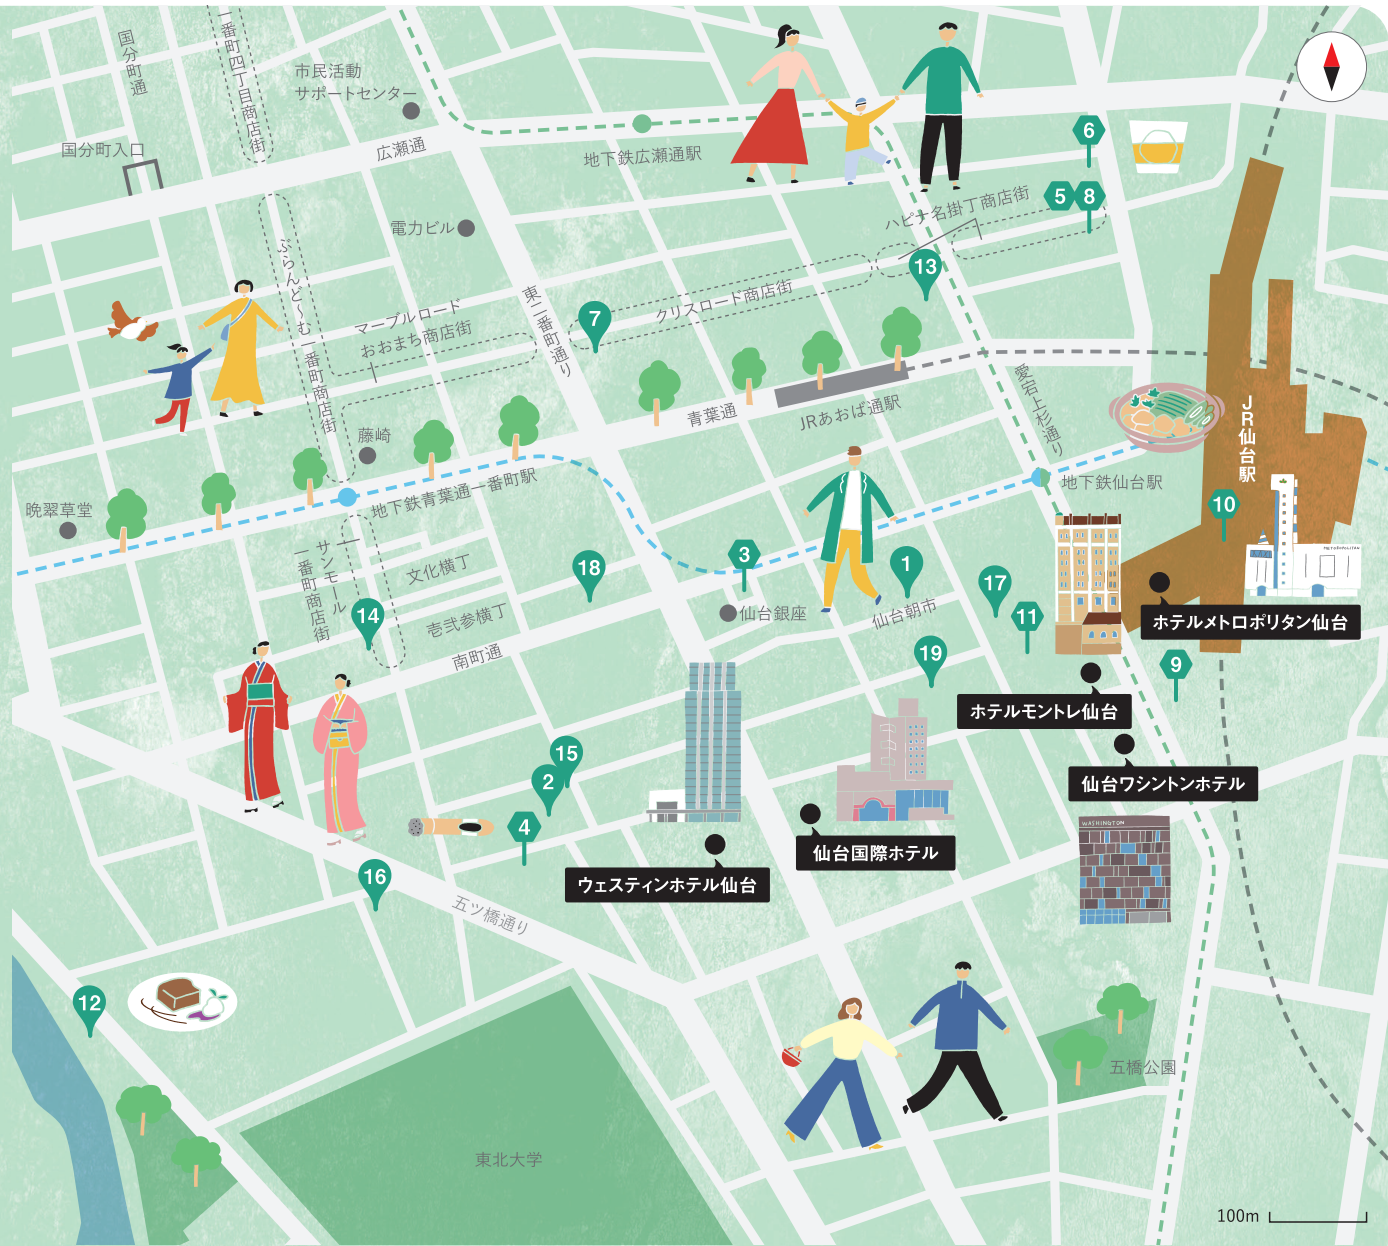 国分町通
一番町四丁目商店街
市民活動
サポートセンター
国分町入口
広瀬通
地下鉄広瀬通駅
6
5
8
ハピナ名掛丁商店街
電力ビル
ぶらんど~む一番町商店街
13
東二番町通り
クリスロード商店街
7
マーブルロード
おおまち商店街
愛宕上杉通り
青葉通
JRあおば通駅
JR仙台駅
藤崎
地下鉄青葉通一番町駅
地下鉄仙台駅
晩翠草堂
10
METROPOLITAN
サンモール
一番町商店街
文化横丁
18
3
1
17
11
14
壱弐参横丁
仙台銀座
仙台朝市
ホテルメトロポリタン仙台
南町通
19
9
ホテルモントレ仙台
15
2
仙台ワシントンホテル
4
WASHINGTON
仙台国際ホテル
ウェスティンホテル仙台
16
五ツ橋通り
12
五橋公園
東北大学
100m